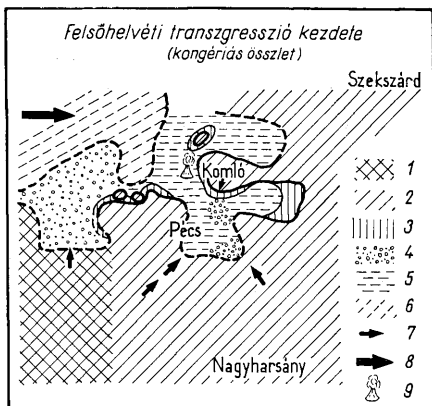 Felsőhelvéti transzgresszió kezdete
(kongériás összlet)
Szekszárd
Komló
Pécs
Nagyharsány
1
2
3
4
5
6
7
8
9